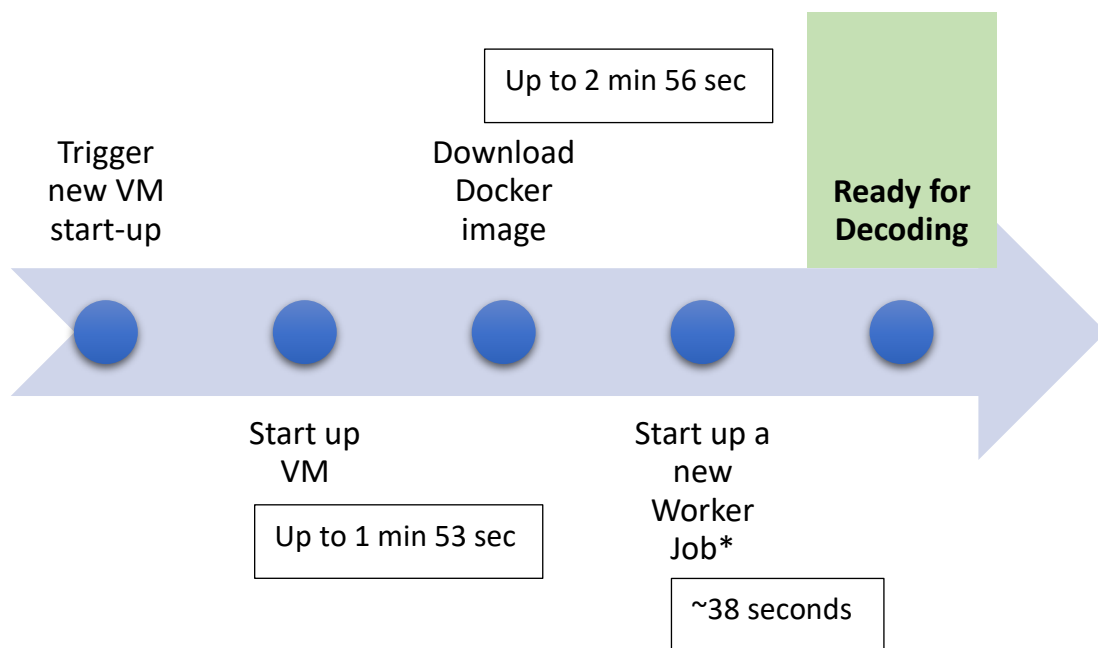 Up to 2 min 56 sec
Trigger
new VM
start-up
Download
Docker
image
Ready for
Decoding
Start up
VM
Up to 1 min 53 sec
Start up a
new
Worker
Job*
~38 seconds